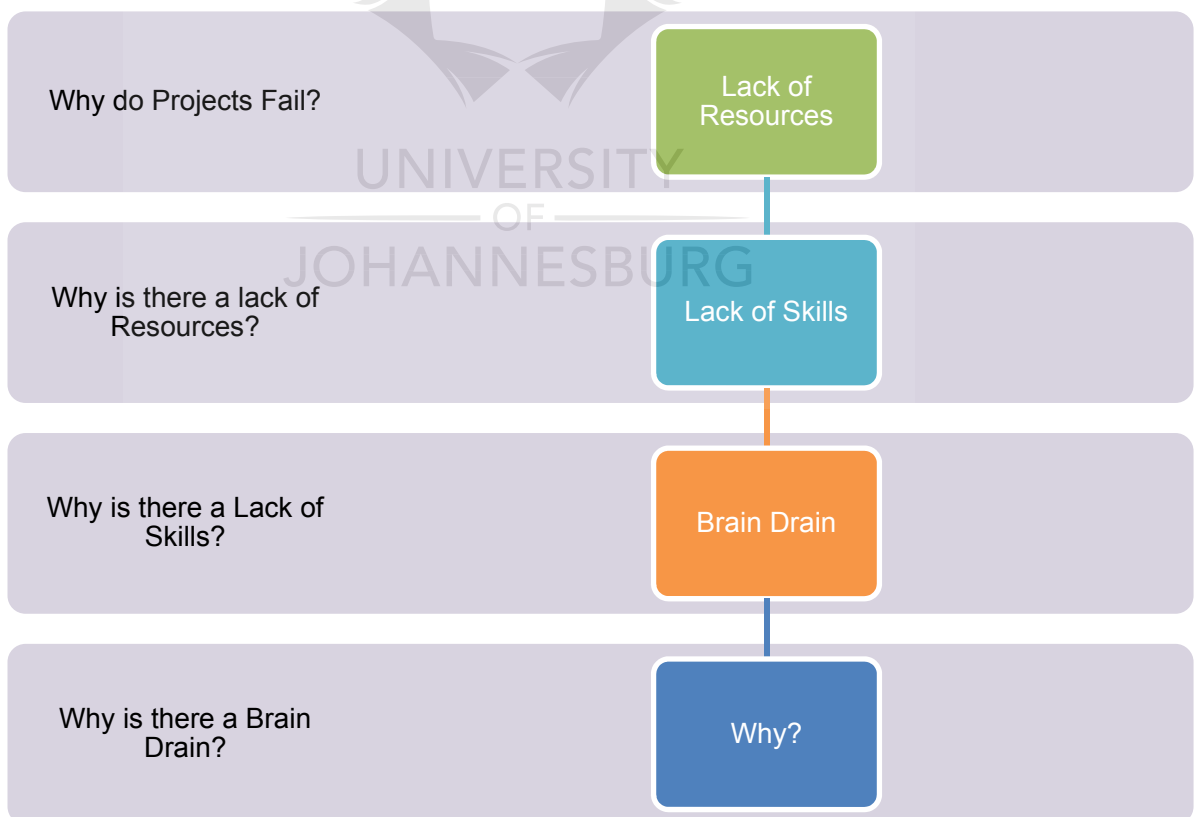 Why do Projects Fail?
Lack of
Resources
UNIVERSITY
OF
JOHANNESBURG
Why is there a lack of
Resources?
Lack of Skills
Why is there a Lack of
Skills?
Brain Drain
Why is there a Brain
Drain?
Why?